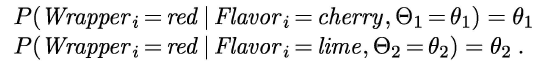 P(Wrapper_i = red | Flavor_i = cherry, Θ_1 = θ_1) = θ_1
P(Wrapper_i = red | Flavor_i = lime, Θ_2 = θ_2) = θ_2 .